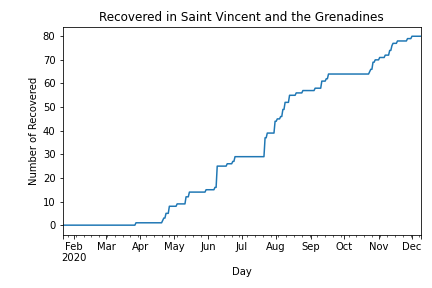 Recovered in Saint Vincent and the Grenadines
Number of Recovered
80
70
60
50
40
30
20
10
0
Feb Mar Apr May Jun Jul Aug Sep Oct Nov Dec
2020
Day